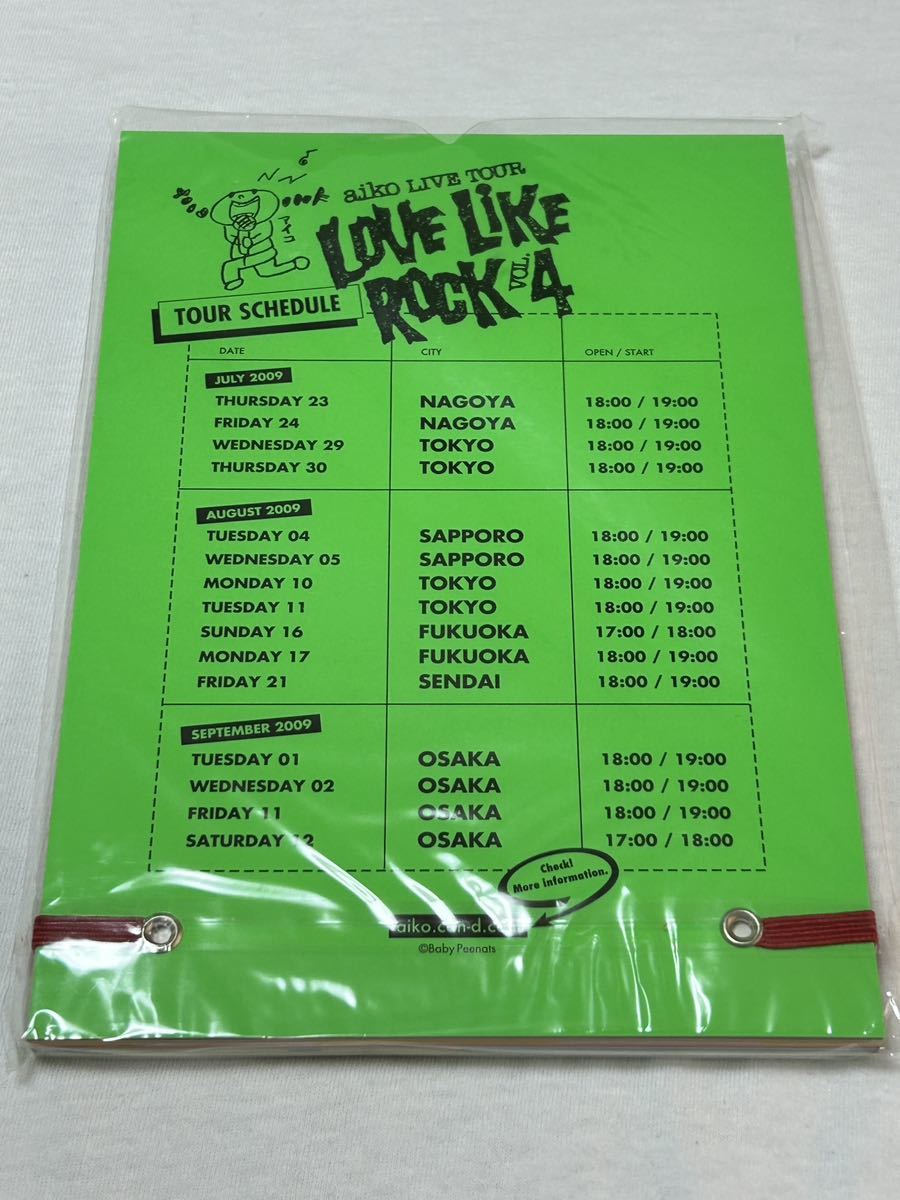 aiko LIVE TOUR
LOVE LiKE
ROCK VOL. 4
アイコ
TOUR SCHEDULE
DATE CITY OPEN / START
JULY 2009
THURSDAY 23 NAGOYA 18:00 / 19:00
FRIDAY 24 NAGOYA 18:00 / 19:00
WEDNESDAY 29 TOKYO 18:00 / 19:00
THURSDAY 30 TOKYO 18:00 / 19:00
AUGUST 2009
TUESDAY 04 SAPPORO 18:00 / 19:00
WEDNESDAY 05 SAPPORO 18:00 / 19:00
MONDAY 10 TOKYO 18:00 / 19:00
TUESDAY 11 TOKYO 18:00 / 19:00
SUNDAY 16 FUKUOKA 17:00 / 18:00
MONDAY 17 FUKUOKA 18:00 / 19:00
FRIDAY 21 SENDAI 18:00 / 19:00
SEPTEMBER 2009
TUESDAY 01 OSAKA 18:00 / 19:00
WEDNESDAY 02 OSAKA 18:00 / 19:00
FRIDAY 11 OSAKA 18:00 / 19:00
SATURDAY 12 OSAKA 17:00 / 18:00
Check!
More information.
©Baby Peenats